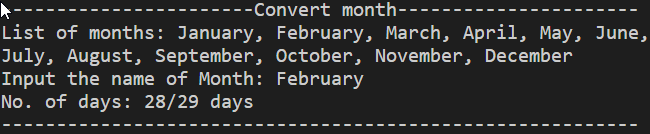 ---------------------Convert month---------------------
List of months: January, February, March, April, May, June,
July, August, September, October, November, December
Input the name of Month: February
No. of days: 28/29 days
-----------------------------------------------------------